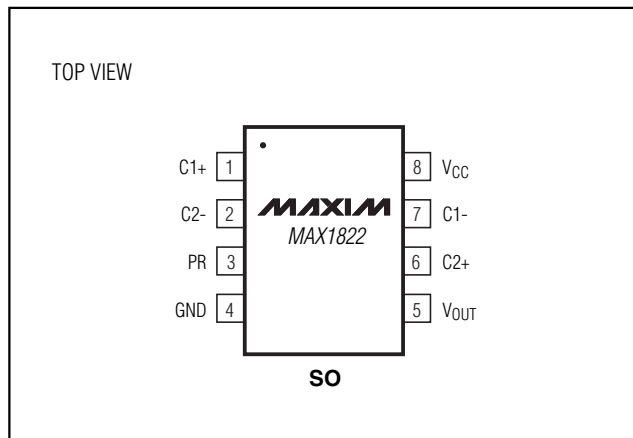 TOP VIEW
C1+ 1 8 VCC
C2- 2 MAXIM 7 C1-
MAX1822
PR 3 6 C2+
GND 4 5 VOUT
SO